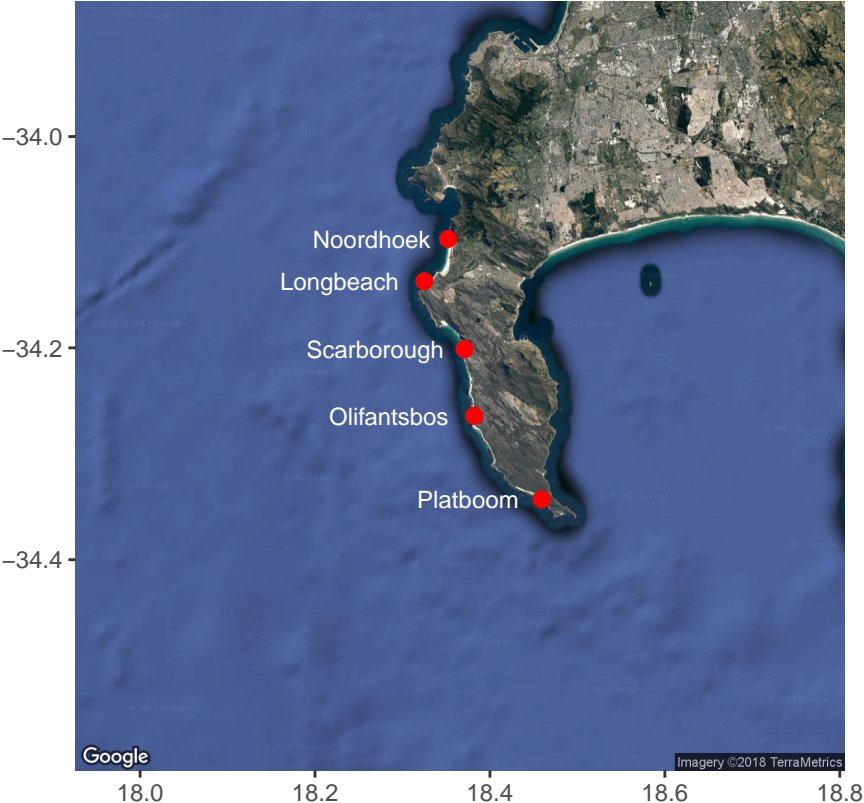 −34.0
Noordhoek
Longbeach
−34.2
Scarborough
Olifantsbos
Platboom
−34.4
Google
Imagery ©2018 TerraMetrics
18.0
18.2
18.4
18.6
18.8